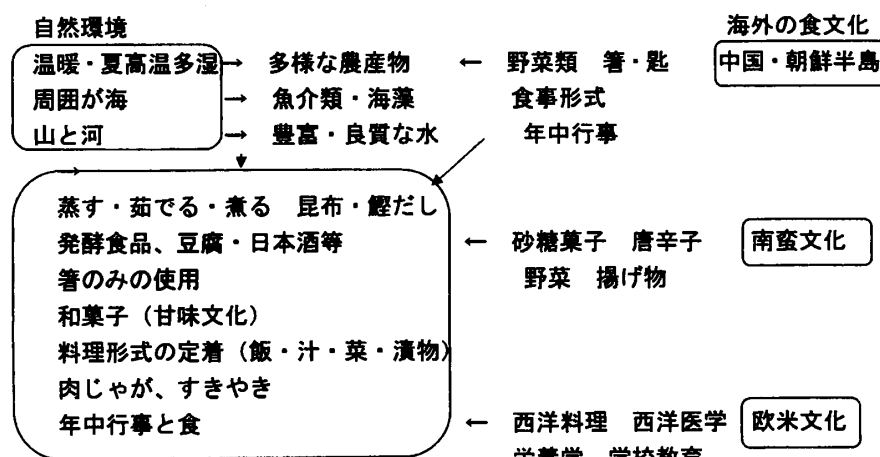 自然環境 海外の食文化
温暖・夏高温多湿→ 多様な農産物 ← 野菜類 箸・匙 中国・朝鮮半島
周囲が海 → 魚介類・海藻 食事形式
山と河 → 豊富・良質な水 年中行事
蒸す・茹でる・煮る 昆布・鰹だし
発酵食品、豆腐・日本酒等 ← 砂糖菓子 唐辛子 南蛮文化
箸のみの使用 野菜 揚げ物
和菓子（甘味文化）
料理形式の定着（飯・汁・菜・漬物）
肉じゃが、すきやき
年中行事と食 ← 西洋料理 西洋医学 欧米文化
栄養学 学校教育